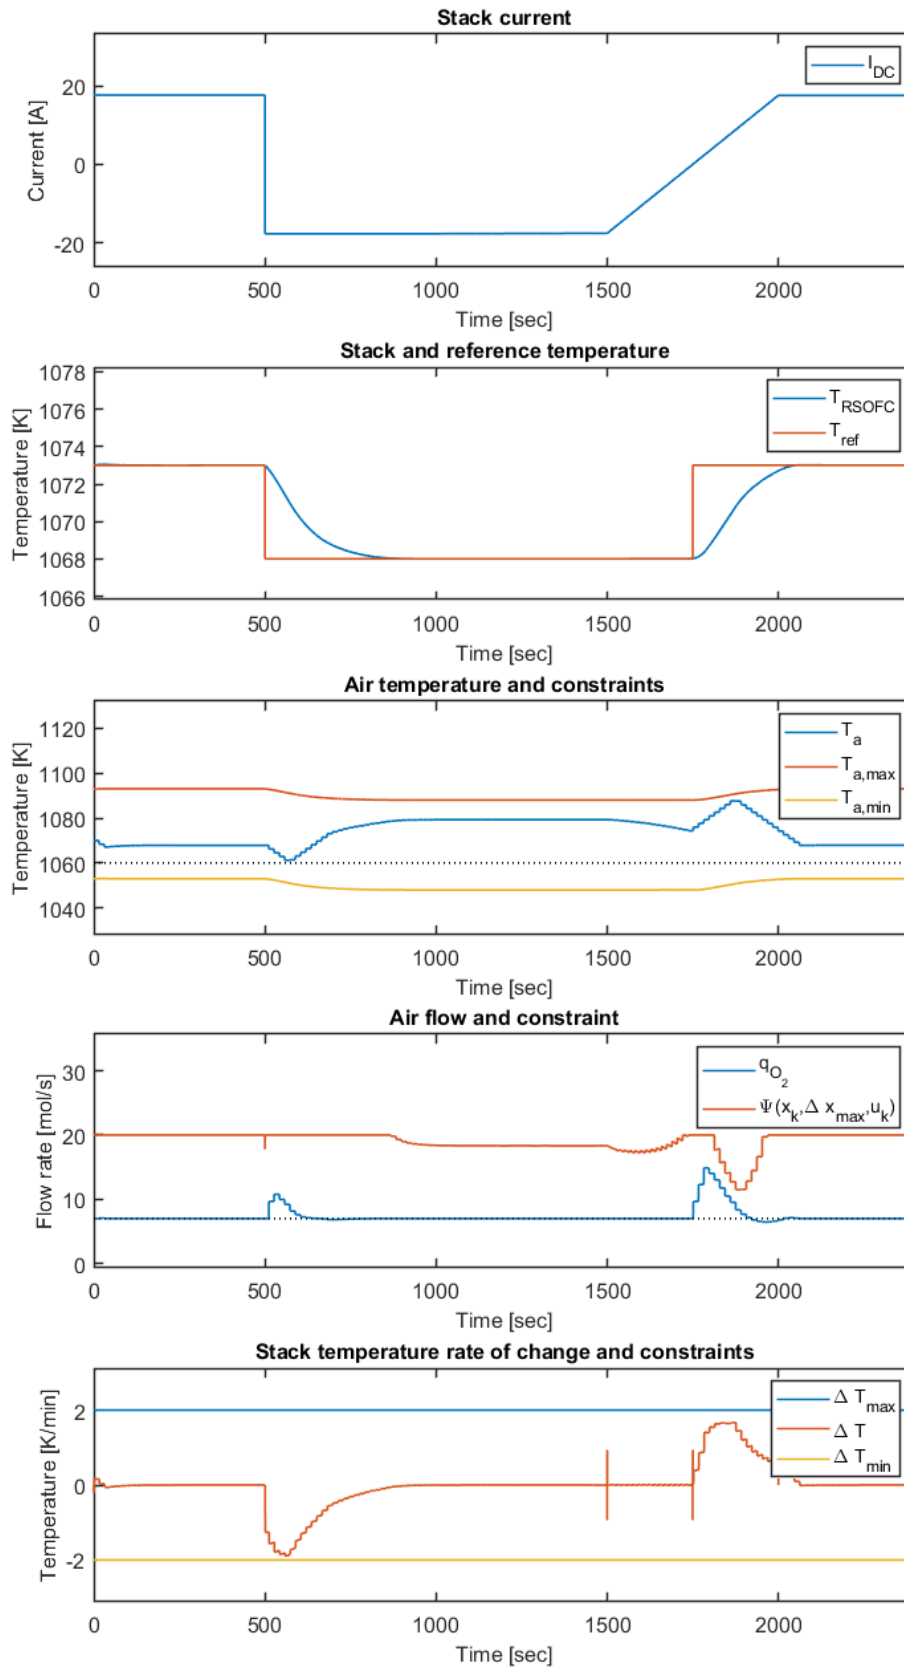 Stack current
I_DC
Current [A]
20
0
-20
0 500 1000 1500 2000
Time [sec]
Stack and reference temperature
T_RSOFC
T_ref
Temperature [K]
1078
1076
1074
1072
1070
1068
1066
0 500 1000 1500 2000
Time [sec]
Air temperature and constraints
T_a
T_a,max
T_a,min
Temperature [K]
1120
1100
1080
1060
1040
0 500 1000 1500 2000
Time [sec]
Air flow and constraint
q_O_2
Ψ(x_k,Δ x_max,u_k)
Flow rate [mol/s]
30
20
10
0
0 500 1000 1500 2000
Time [sec]
Stack temperature rate of change and constraints
Δ T_max
Δ T
Δ T_min
Temperature [K/min]
2
0
-2
0 500 1000 1500 2000
Time [sec]